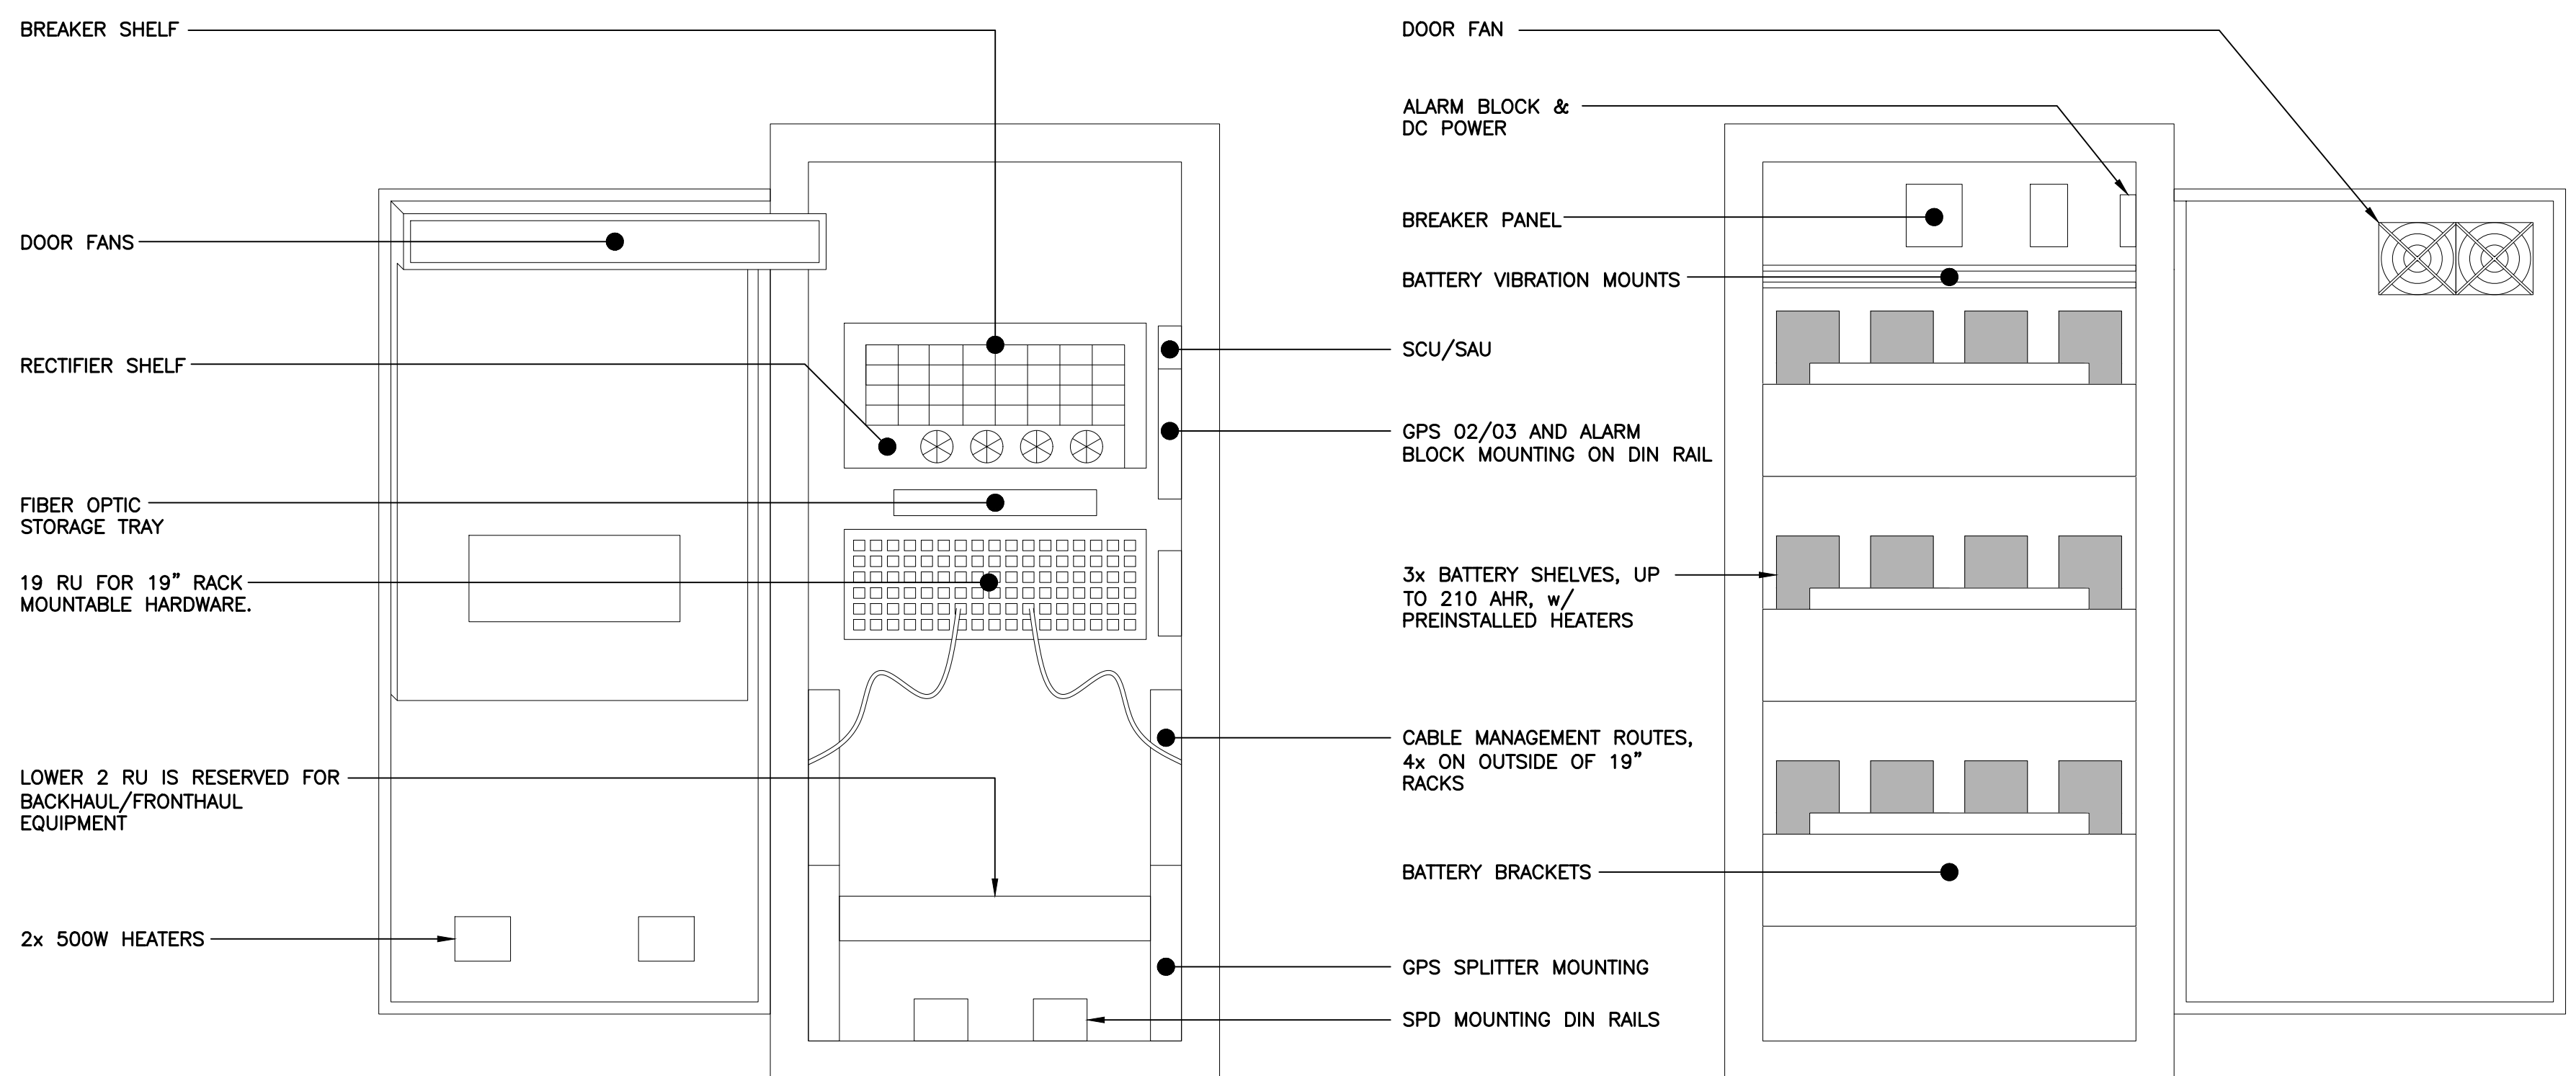 BREAKER SHELF
DOOR FANS
RECTIFIER SHELF
FIBER OPTIC
STORAGE TRAY
19 RU FOR 19" RACK
MOUNTABLE HARDWARE.
LOWER 2 RU IS RESERVED FOR
BACKHAUL/FRONTHAUL
EQUIPMENT
2x 500W HEATERS
DOOR FAN
ALARM BLOCK &
DC POWER
BREAKER PANEL
BATTERY VIBRATION MOUNTS
SCU/SAU
GPS 02/03 AND ALARM
BLOCK MOUNTING ON DIN RAIL
3x BATTERY SHELVES, UP
TO 210 AHR, w/
PREINSTALLED HEATERS
CABLE MANAGEMENT ROUTES,
4x ON OUTSIDE OF 19"
RACKS
BATTERY BRACKETS
GPS SPLITTER MOUNTING
SPD MOUNTING DIN RAILS